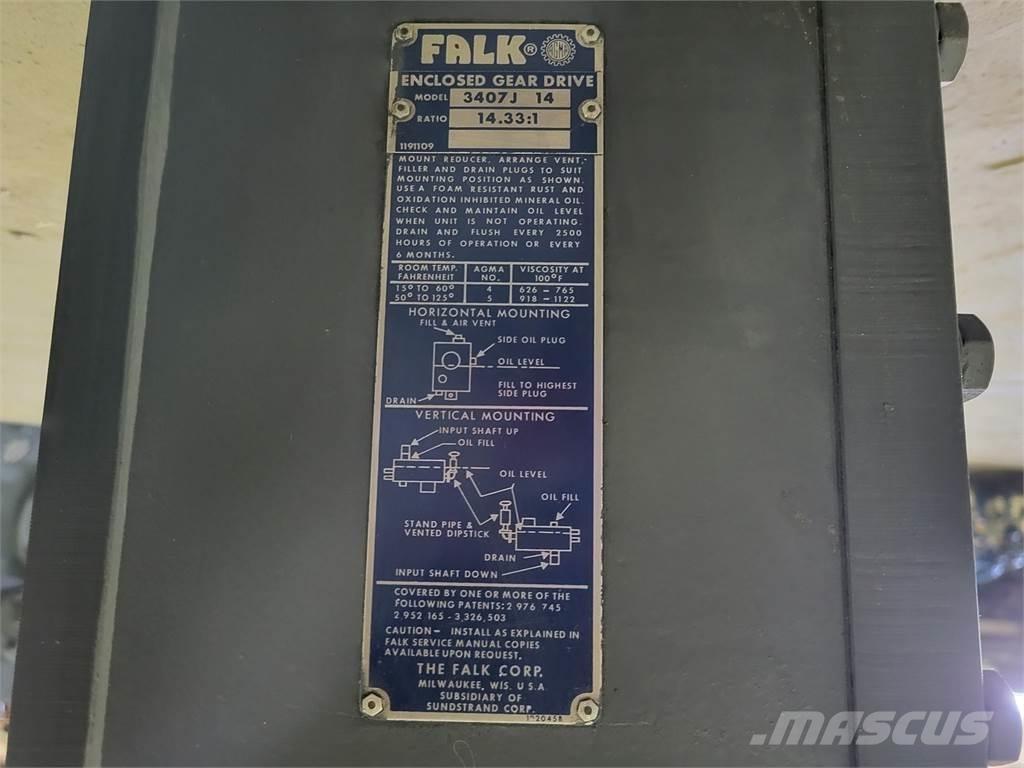 FALK®
ENCLOSED GEAR DRIVE
MODEL 3407J 14
RATIO 14.33:1
1191109
MOUNT REDUCER, ARRANGE VENT,
FILLER AND DRAIN PLUGS TO SUIT
MOUNTING POSITION AS SHOWN.
USE A FOAM RESISTANT RUST AND
OXIDATION INHIBITED MINERAL OIL.
CHECK AND MAINTAIN OIL LEVEL
WHEN UNIT IS NOT OPERATING.
DRAIN AND FLUSH EVERY 2500
HOURS OF OPERATION OR EVERY
6 MONTHS.
ROOM TEMP. FAHRENHEIT AGMA NO. VISCOSITY AT 100°F
15° TO 60° 4 626 – 765
50° TO 125° 5 918 – 1122
HORIZONTAL MOUNTING
FILL & AIR VENT
SIDE OIL PLUG
OIL LEVEL
FILL TO HIGHEST
SIDE PLUG
DRAIN
VERTICAL MOUNTING
INPUT SHAFT UP
OIL FILL
OIL LEVEL
OIL FILL
STAND PIPE &
VENTED DIPSTICK
DRAIN
INPUT SHAFT DOWN
COVERED BY ONE OR MORE OF THE
FOLLOWING PATENTS: 2 976 745
2,952 165 - 3,326,503
CAUTION – INSTALL AS EXPLAINED IN
FALK SERVICE MANUAL COPIES
AVAILABLE UPON REQUEST.
THE FALK CORP.
MILWAUKEE, WIS. U.S.A.
SUBSIDIARY OF
SUNDSTRAND CORP.
MASCUS